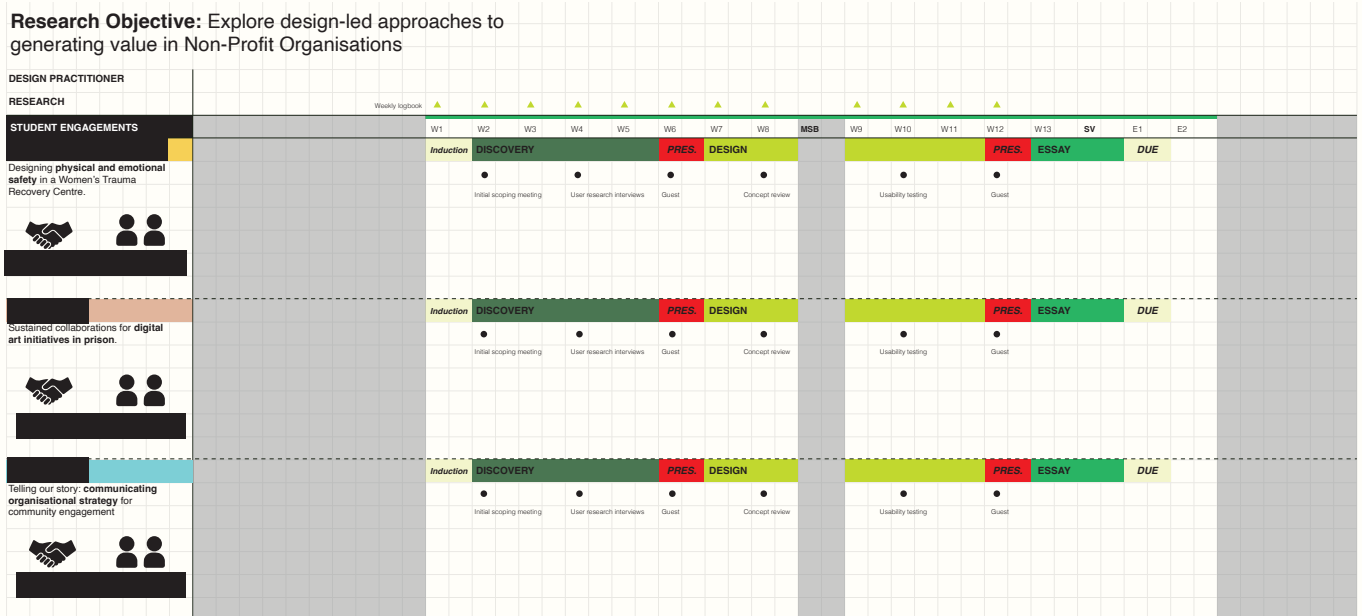 Research Objective: Explore design-led approaches to
generating value in Non-Profit Organisations
DESIGN PRACTITIONER
RESEARCH
Weekly logbook
STUDENT ENGAGEMENTS
W1 W2 W3 W4 W5 W6 W7 W8 MSB W9 W10 W11 W12 W13 SV E1 E2
Induction DISCOVERY PRES. DESIGN PRES. ESSAY DUE
Designing physical and emotional
safety in a Women's Trauma
Recovery Centre.
Initial scoping meeting User research interviews Guest Concept review Usability testing Guest
Induction DISCOVERY PRES. DESIGN PRES. ESSAY DUE
Sustained collaborations for digital
art initiatives in prison.
Initial scoping meeting User research interviews Guest Concept review Usability testing Guest
Induction DISCOVERY PRES. DESIGN PRES. ESSAY DUE
Telling our story: communicating
organisational strategy for
community engagement
Initial scoping meeting User research interviews Guest Concept review Usability testing Guest